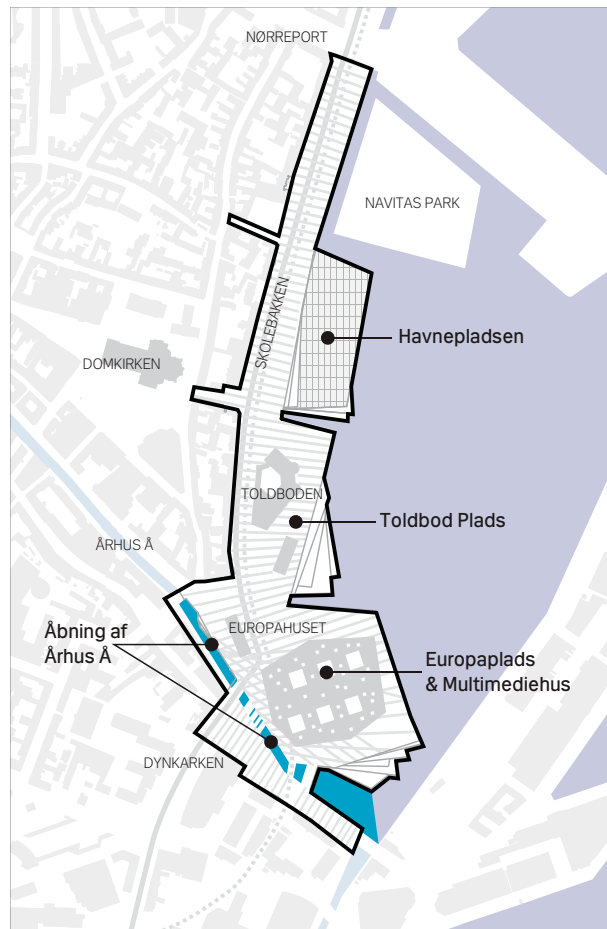 NØRREPORT
NAVITAS PARK
SKOLEBAKKEN
Havnepladsen
DOMKIRKEN
TOLDBODEN
Toldbod Plads
ÅRHUS Å
EUROPAHUSET
Åbning af
Århus Å
Europaplads
& Multimediehus
DYNKARKEN